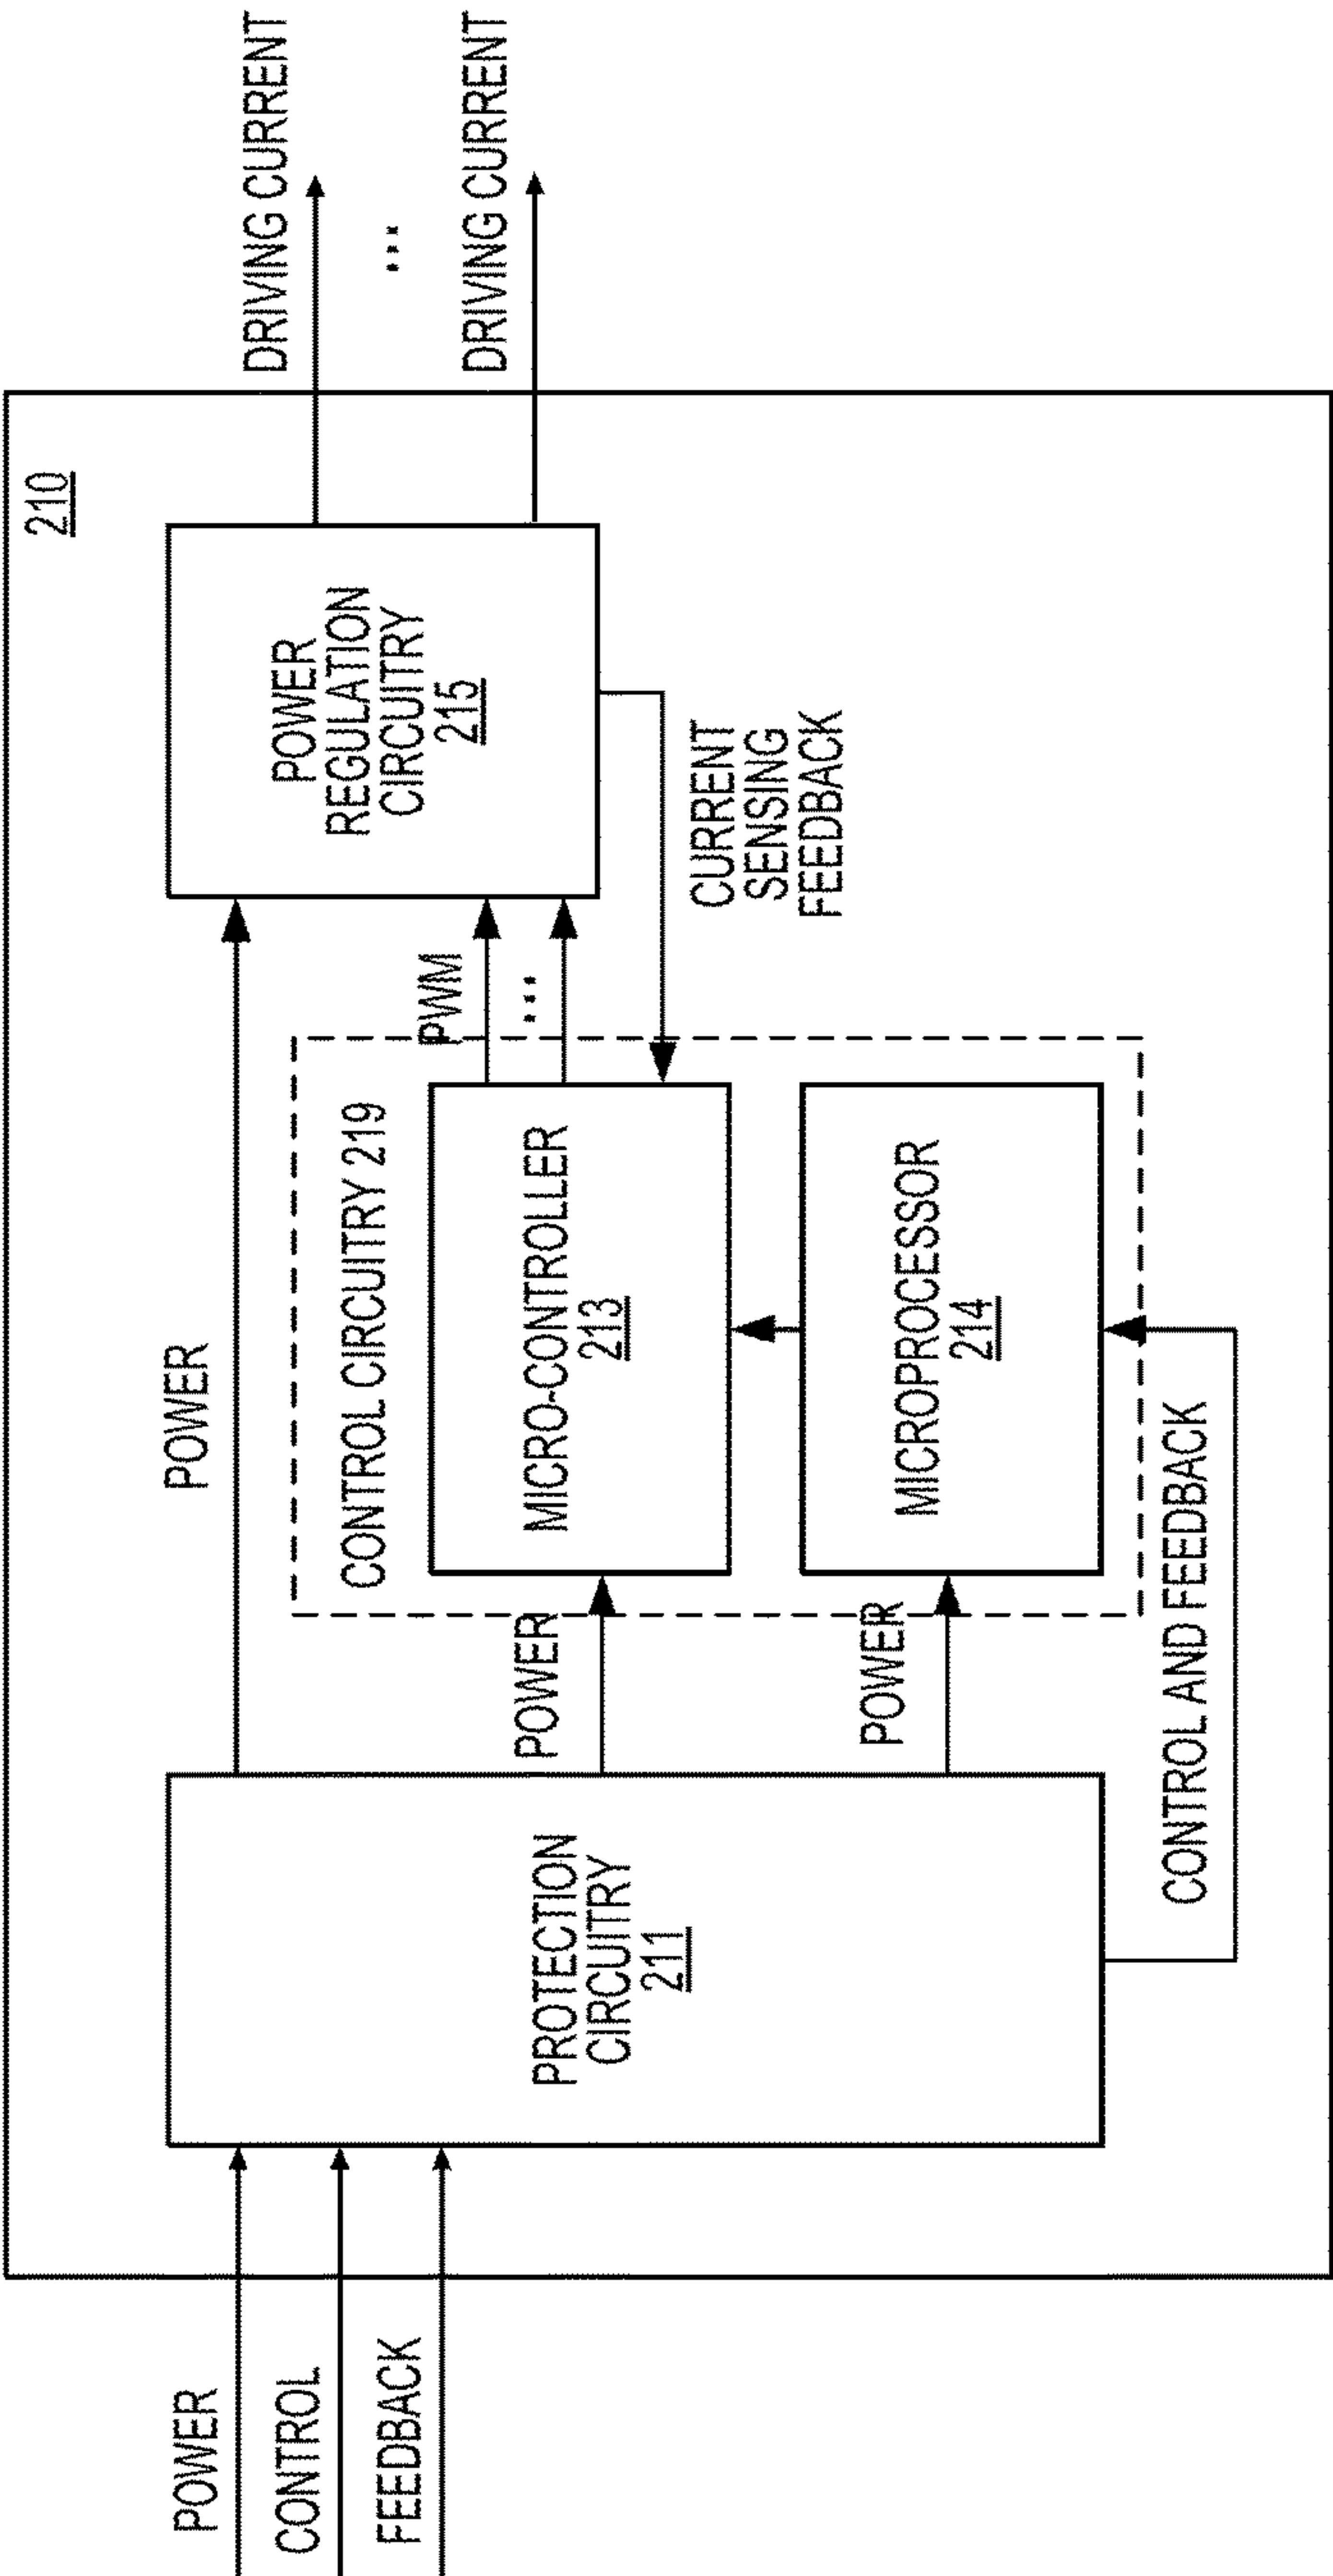 210
POWER
CONTROL
FEEDBACK
PROTECTION
CIRCUITRY
211
POWER
POWER
POWER
CONTROL AND FEEDBACK
CONTROL CIRCUITRY 219
MICRO-CONTROLLER
213
MICROPROCESSOR
214
PWM
...
POWER
REGULATION
CIRCUITRY
215
CURRENT
SENSING
FEEDBACK
DRIVING CURRENT
...
DRIVING CURRENT